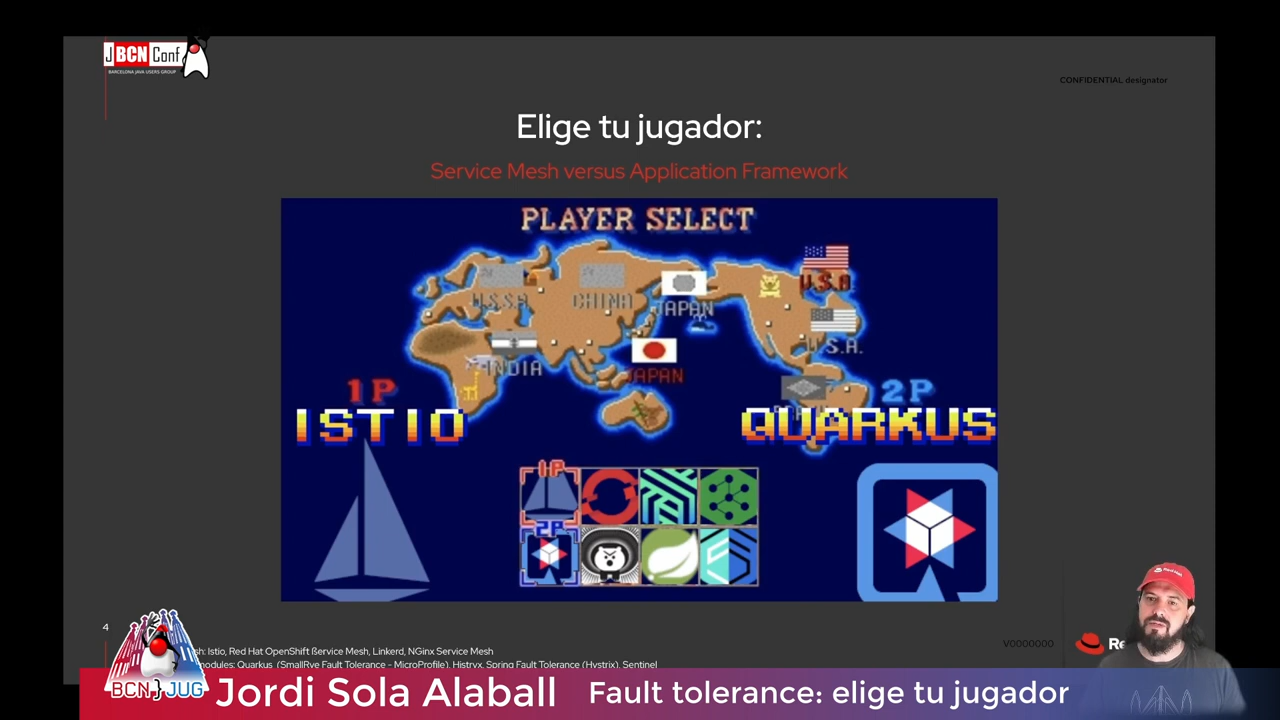 JBCNConf
BARCELONA JAVA USERS GROUP
CONFIDENTIAL designator
Elige tu jugador:
Service Mesh versus Application Framework
PLAYER SELECT
U.S.S.R.
CHINA
JAPAN
U.S.A.
U.S.A.
INDIA
JAPAN
1P
2P
ISTIO
QUARKUS
1P
2P
4
sh: Istio, Red Hat OpenShift Service Mesh, Linkerd, NGinx Service Mesh
modules: Quarkus (SmallRye Fault Tolerance - MicroProfile), Histryx, Spring Fault Tolerance (Hystrix), Sentinel
V0000000
Re
BCN JUG
Jordi Sola Alaball
Fault tolerance: elige tu jugador